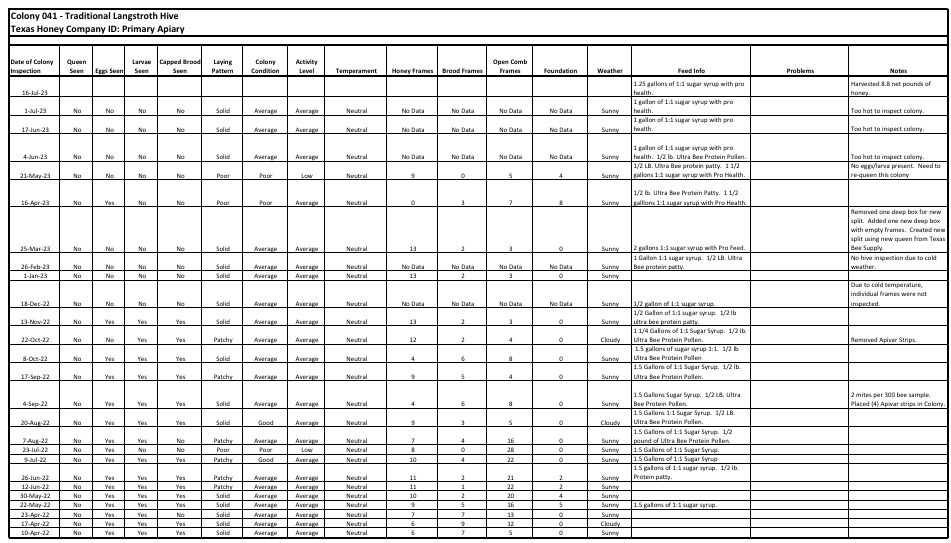 Colony 041 - Traditional Langstroth Hive
Texas Honey Company ID: Primary Apiary
Date of Colony Inspection Queen Seen Eggs Seen Larvae Seen Capped Brood Seen Laying Pattern Colony Condition Activity Level Temperament Honey Frames Brood Frames Open Comb Frames Foundation Weather Feed Info Problems Notes
16-Jul-23 1.25 gallons of 1:1 sugar syrup with pro health. Harvested 8.8 net pounds of honey.
1-Jul-23 No No No No Solid Average Average Neutral No Data No Data No Data No Data Sunny 1 gallon of 1:1 sugar syrup with pro health. Too hot to inspect colony.
17-Jun-23 No No No No Solid Average Average Neutral No Data No Data No Data No Data Sunny 1 gallon of 1:1 sugar syrup with pro health. Too hot to inspect colony.
4-Jun-23 No No No No Solid Average Average Neutral No Data No Data No Data No Data Sunny 1 gallon of 1:1 sugar syrup with pro health. 1/2 lb. Ultra Bee Protein Pollen. Too hot to inspect colony.
21-May-23 No No No No Poor Poor Low Neutral 9 0 5 4 Sunny 1/2 LB. Ultra Bee protein patty. 1 1/2 gallons 1:1 sugar syrup with Pro Health. No eggs/larva present. Need to re-queen this colony
16-Apr-23 No Yes No No Poor Poor Average Neutral 0 3 7 8 Sunny 1/2 lb. Ultra Bee Protein Patty. 1 1/2 galllons 1:1 sugar syrup with Pro Health.
25-Mar-23 No No No No Solid Average Average Neutral 13 2 3 0 Sunny 2 gallons 1:1 sugar syrup with Pro Feed. Removed one deep box for new split. Added one new deep box with empty frames. Created new split using new queen from Texas Bee Supply.
26-Feb-23 No No No No Solid Average Average Neutral No Data No Data No Data No Data Sunny 1 Gallon 1:1 sugar syrup. 1/2 LB. Ultra Bee protein patty. No hive inspection due to cold weather.
1-Jan-23 No No No No Solid Average Average Neutral 13 2 3 0 Sunny
18-Dec-22 No No No No Solid Average Average Neutral No Data No Data No Data No Data Sunny 1/2 gallon of 1:1 sugar syrup. Due to cold temperature, individual frames were not inspected.
13-Nov-22 No Yes Yes Yes Solid Average Average Neutral 13 2 3 0 Sunny 1/2 Gallon of 1:1 sugar syrup. 1/2 lb ultra bee protein patty.
22-Oct-22 No No Yes Yes Patchy Average Average Neutral 12 2 4 0 Cloudy 1 1/4 Gallons of 1:1 Sugar Syrup. 1/2 lb. Ultra Bee Protein Pollen. Removed Apivar Strips.
8-Oct-22 No Yes Yes Yes Solid Average Average Neutral 4 6 8 0 Sunny 1.5 gallons of sugar syrup 1:1. 1/2 lb Ultra Bee Protein Pollen
17-Sep-22 No Yes Yes Yes Patchy Average Average Neutral 9 5 4 0 Sunny 1.5 Gallons of 1:1 Sugar Syrup. 1/2 lb. Ultra Bee Protein Pollen.
4-Sep-22 No Yes Yes Yes Solid Average Average Neutral 4 6 8 0 Sunny 1.5 Gallons Sugar Syrup. 1/2 LB. Ultra Bee Protein Pollen. 2 mites per 300 bee sample. Placed (4) Apivar strips in Colony.
20-Aug-22 No Yes Yes Yes Solid Good Average Neutral 9 3 5 0 Cloudy 1.5 Gallons 1:1 Sugar Syrup. 1/2 LB. Ultra Bee Protein Pollen.
7-Aug-22 No Yes Yes No Patchy Average Average Neutral 7 4 16 0 Sunny 1.5 Gallons of 1:1 Sugar Syrup. 1/2 pound of Ultra Bee Protein Pollen.
23-Jul-22 No Yes No No Poor Poor Low Neutral 8 0 28 0 Sunny 1.5 Gallons of 1:1 Sugar Syrup.
9-Jul-22 No Yes Yes Yes Patchy Good Average Neutral 10 4 22 0 Sunny 1.5 Gallons of 1:1 Sugar Syrup
26-Jun-22 No Yes Yes Yes Patchy Average Average Neutral 11 2 21 2 Sunny 1.5 gallons of 1:1 sugar syrup. 1/2 lb. Protein patty.
12-Jun-22 No Yes Yes Yes Patchy Average Average Neutral 11 1 22 2 Sunny
30-May-22 No Yes Yes Yes Solid Average Average Neutral 10 2 20 4 Sunny
22-May-22 No Yes Yes Yes Solid Average Average Neutral 9 5 16 5 Sunny 1.5 gallons of 1:1 sugar syrup.
23-Apr-22 No Yes Yes No Solid Average Average Neutral 7 7 13 0 Sunny
17-Apr-22 No Yes Yes Yes Solid Average Average Neutral 6 9 12 0 Cloudy
10-Apr-22 No Yes Yes Yes Solid Average Average Neutral 6 7 5 0 Sunny